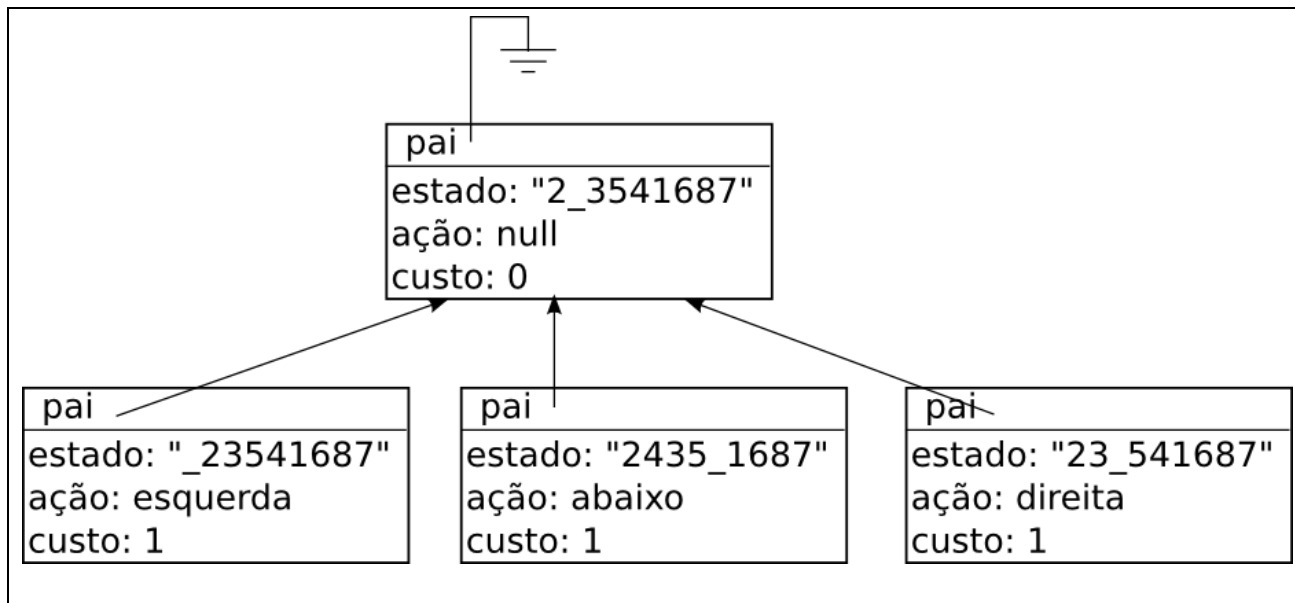 pai
estado: "2_3541687"
ação: null
custo: 0
pai
estado: "_23541687"
ação: esquerda
custo: 1
pai
estado: "2435_1687"
ação: abaixo
custo: 1
pai
estado: "23_541687"
ação: direita
custo: 1